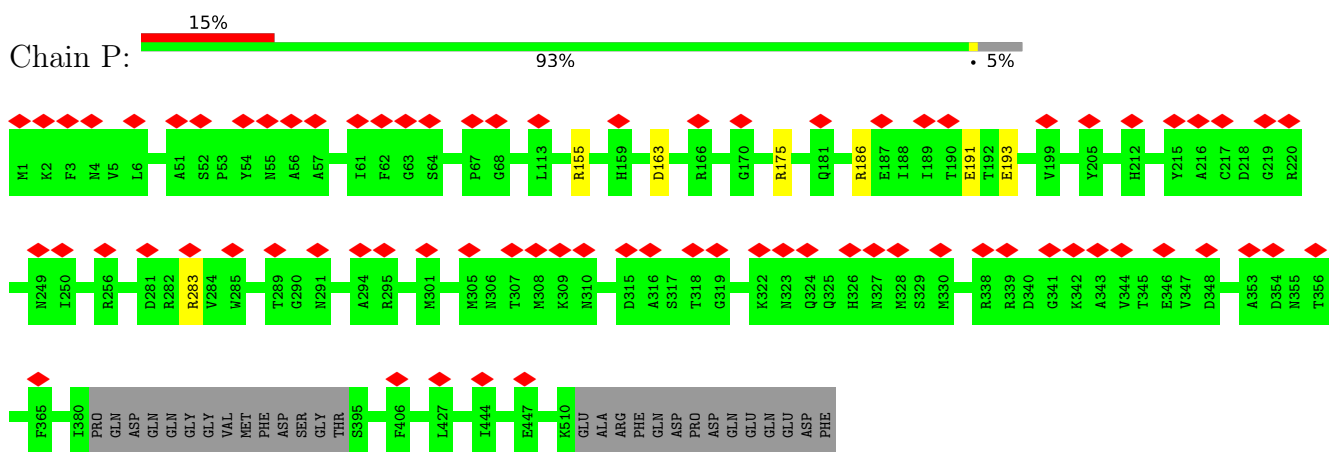 15%
Chain P:
93% • 5%
M1 K2 F3 N4 V5 L6 A51 S52 P53 Y54 N55 A56 A57 I61 F62 G63 S64 P67 G68 L113 R155 H159 D163 R166 G170 R175 Q181 R186 E187 I188 I189 T190 E191 T192 E193 V199 Y205 H212 Y215 A216 C217 D218 G219 R220
N249 I250 R256 D281 R282 R283 V284 W285 T289 G290 N291 A294 R295 M301 M305 N306 T307 M308 K309 N310 D315 A316 S317 T318 G319 K322 N323 Q324 Q325 H326 N327 M328 S329 M330 R338 R339 D340 G341 K342 A343 V344 T345 E346 V347 D348 A353 D354 N355 T356
F365 I380 PRO GLN ASP GLN GLN GLY GLY VAL MET PHE ASP SER GLY THR S395 F406 L427 I444 E447 K510 GLU ALA ARG PHE GLN ASP PRO ASP GLN GLU GLN GLU ASP PHE